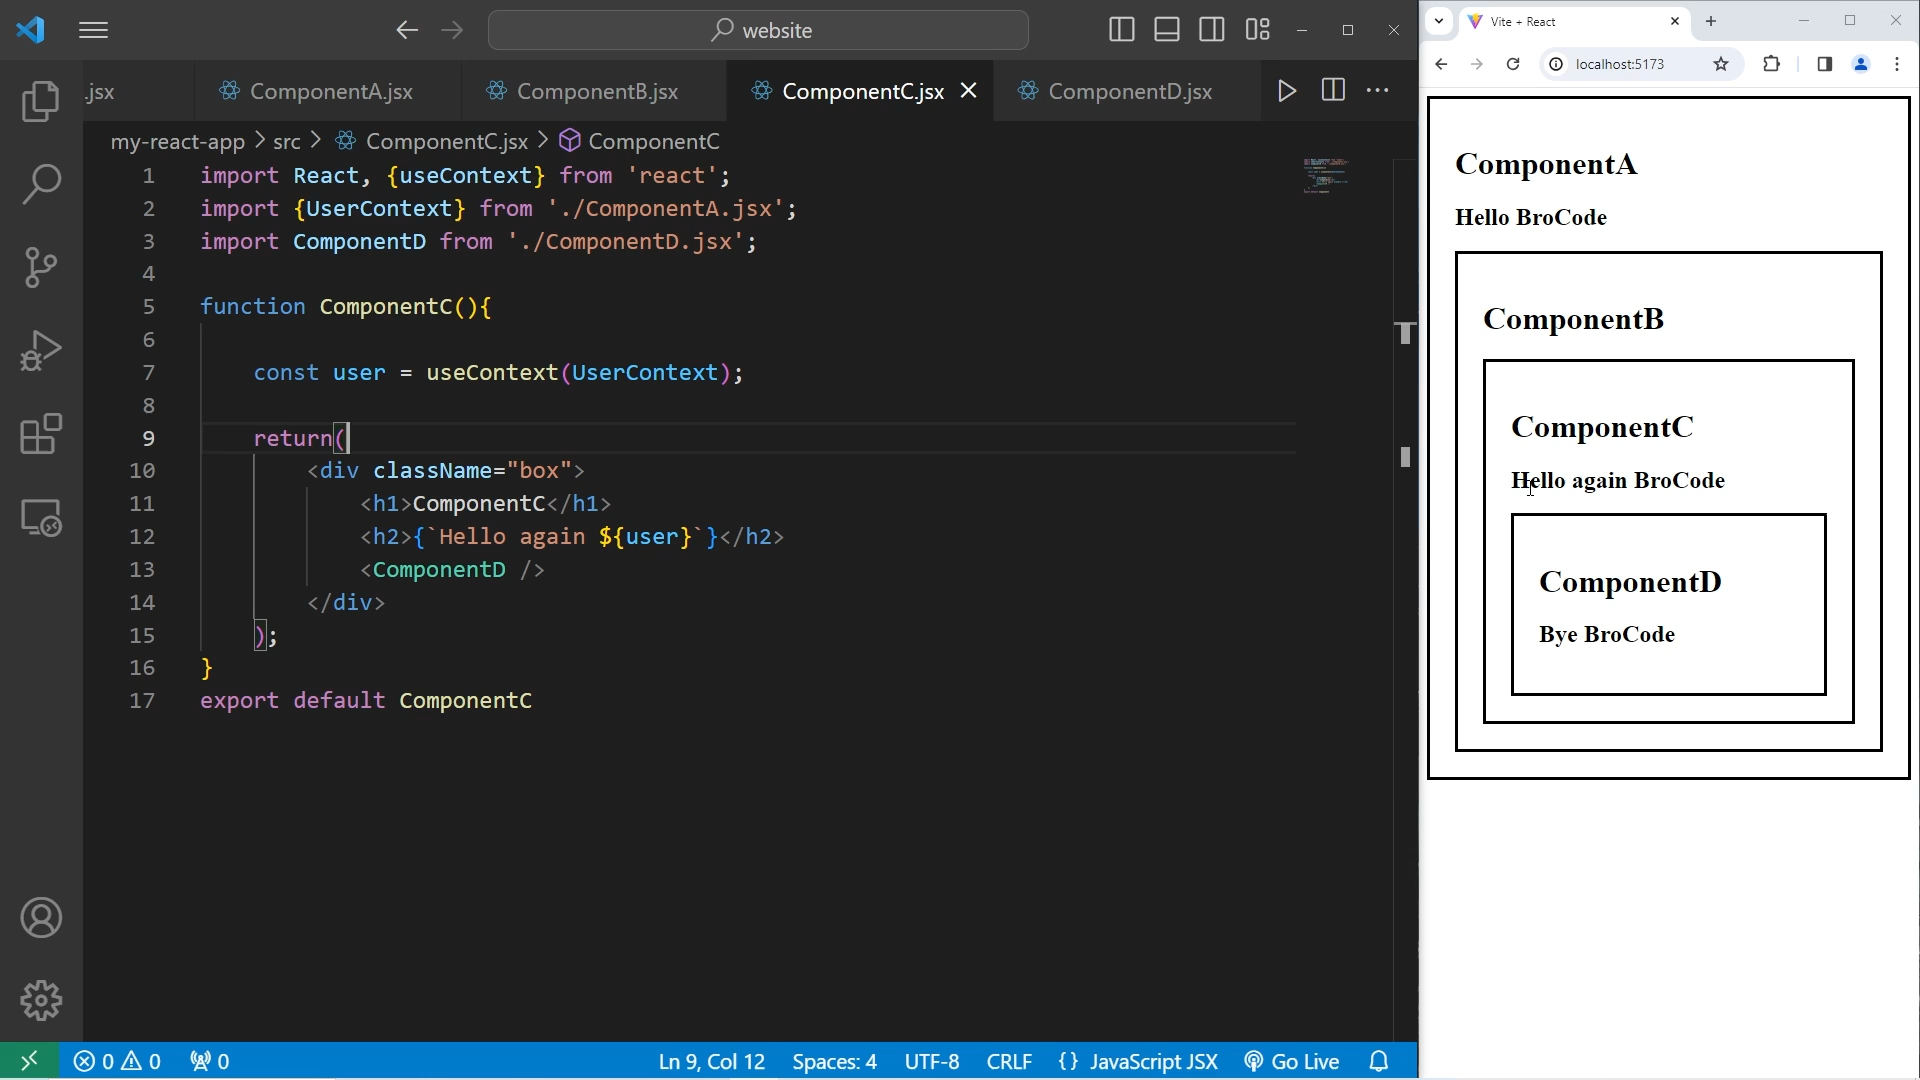 website
.jsx
ComponentA.jsx
ComponentB.jsx
ComponentC.jsx
ComponentD.jsx
my-react-app > src > ComponentC.jsx > ComponentC
1 import React, {useContext} from 'react';
2 import {UserContext} from './ComponentA.jsx';
3 import ComponentD from './ComponentD.jsx';
4
5 function ComponentC(){
6
7 const user = useContext(UserContext);
8
9 return(
10 <div className="box">
11 <h1>ComponentC</h1>
12 <h2>{`Hello again ${user}`}</h2>
13 <ComponentD />
14 </div>
15 );
16 }
17 export default ComponentC
0 0 0
Ln 9, Col 12
Spaces: 4
UTF-8
CRLF
{} JavaScript JSX
Go Live
Vite + React
localhost:5173
ComponentA
Hello BroCode
ComponentB
ComponentC
Hello again BroCode
ComponentD
Bye BroCode